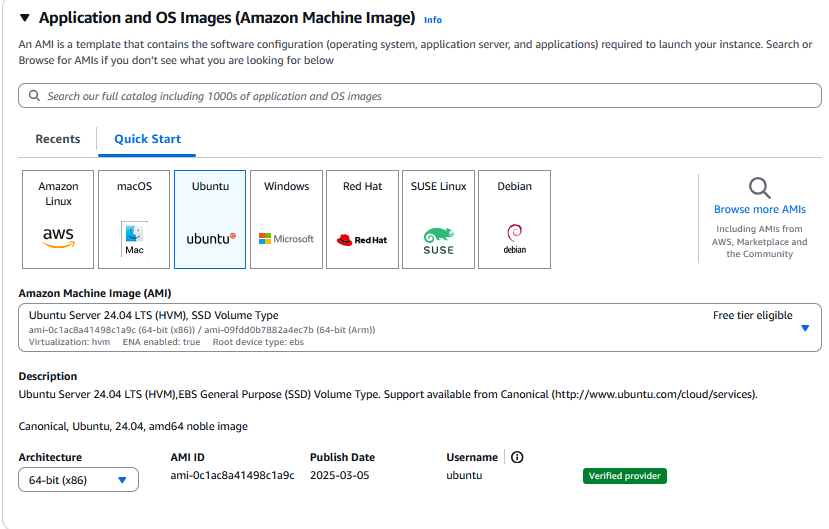 Application and OS Images (Amazon Machine Image) Info
An AMI is a template that contains the software configuration (operating system, application server, and applications) required to launch your instance. Search or
Browse for AMIs if you don't see what you are looking for below
Search our full catalog including 1000s of application and OS images
Recents
Quick Start
Amazon
Linux
aws
macOS
Mac
Ubuntu
ubuntu
Windows
Microsoft
Red Hat
Red Hat
SUSE Linux
SUSE
Debian
debian
Browse more AMIs
Including AMIs from
AWS, Marketplace and
the Community
Amazon Machine Image (AMI)
Ubuntu Server 24.04 LTS (HVM), SSD Volume Type
Free tier eligible
ami-0c1ac8a41498c1a9c (64-bit (x86)) / ami-09fdd0b7882a4ec7b (64-bit (Arm))
Virtualization: hvm ENA enabled: true Root device type: ebs
Description
Ubuntu Server 24.04 LTS (HVM),EBS General Purpose (SSD) Volume Type. Support available from Canonical (http://www.ubuntu.com/cloud/services).
Canonical, Ubuntu, 24.04, amd64 noble image
Architecture
64-bit (x86)
AMI ID
ami-0c1ac8a41498c1a9c
Publish Date
2025-03-05
Username
ubuntu
Verified provider